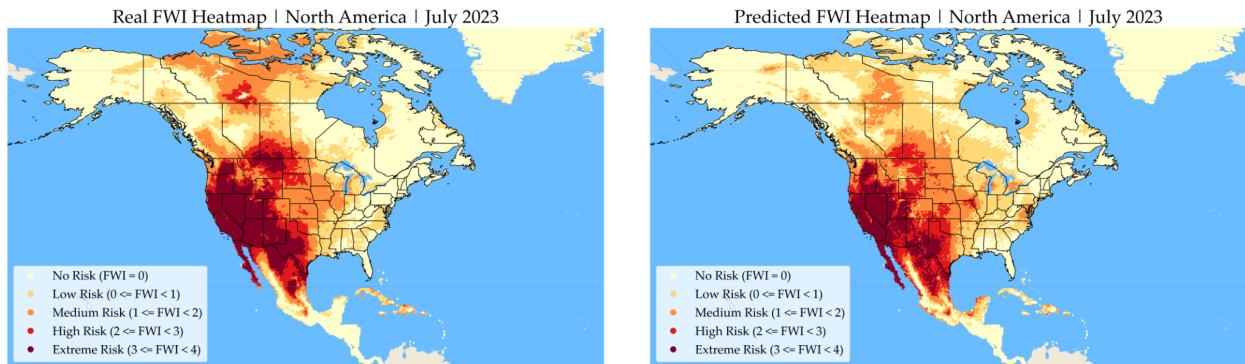 Real FWI Heatmap | North America | July 2023
No Risk (FWI = 0)
Low Risk (0 <= FWI < 1)
Medium Risk (1 <= FWI < 2)
High Risk (2 <= FWI < 3)
Extreme Risk (3 <= FWI < 4)
Predicted FWI Heatmap | North America | July 2023
No Risk (FWI = 0)
Low Risk (0 <= FWI < 1)
Medium Risk (1 <= FWI < 2)
High Risk (2 <= FWI < 3)
Extreme Risk (3 <= FWI < 4)